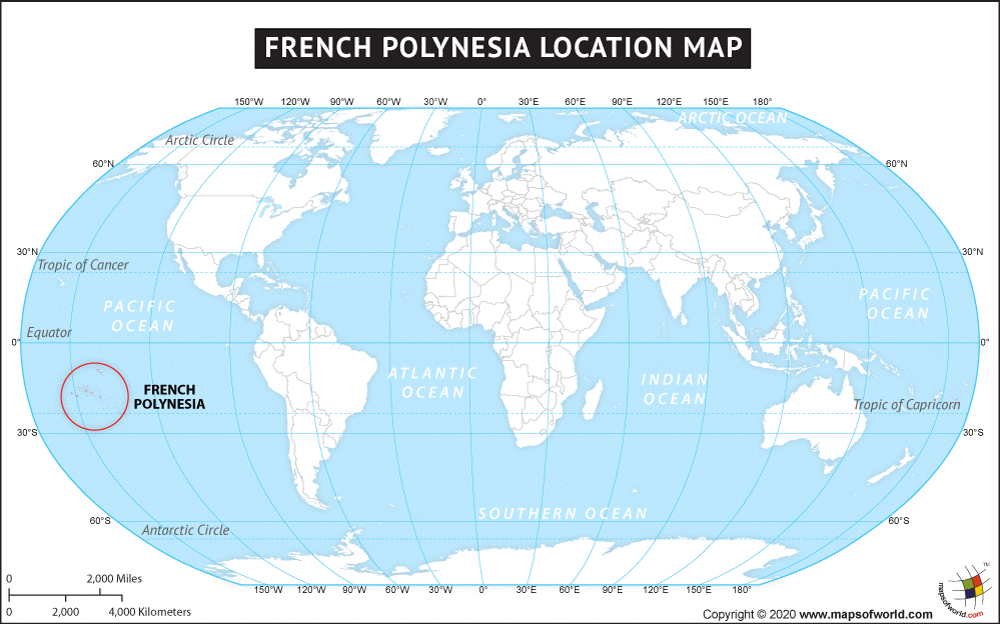 FRENCH POLYNESIA LOCATION MAP
150°W 120°W 90°W 60°W 30°W 0° 30°E 60°E 90°E 120°E 150°E 180°
ARCTIC OCEAN
Arctic Circle
60°N 60°N
30°N 30°N
Tropic of Cancer
PACIFIC
OCEAN
PACIFIC
OCEAN
Equator
0° 0°
FRENCH
POLYNESIA
ATLANTIC
OCEAN
INDIAN
OCEAN
Tropic of Capricorn
30°S 30°S
SOUTHERN OCEAN
60°S 60°S
Antarctic Circle
150°W 120°W 90°W 60°W 30°W 0° 30°E 60°E 90°E 120°E 150°E 180°
0 2,000 Miles
0 2,000 4,000 Kilometers
Copyright © 2020 www.mapsofworld.com
mapsofworld.com
TM